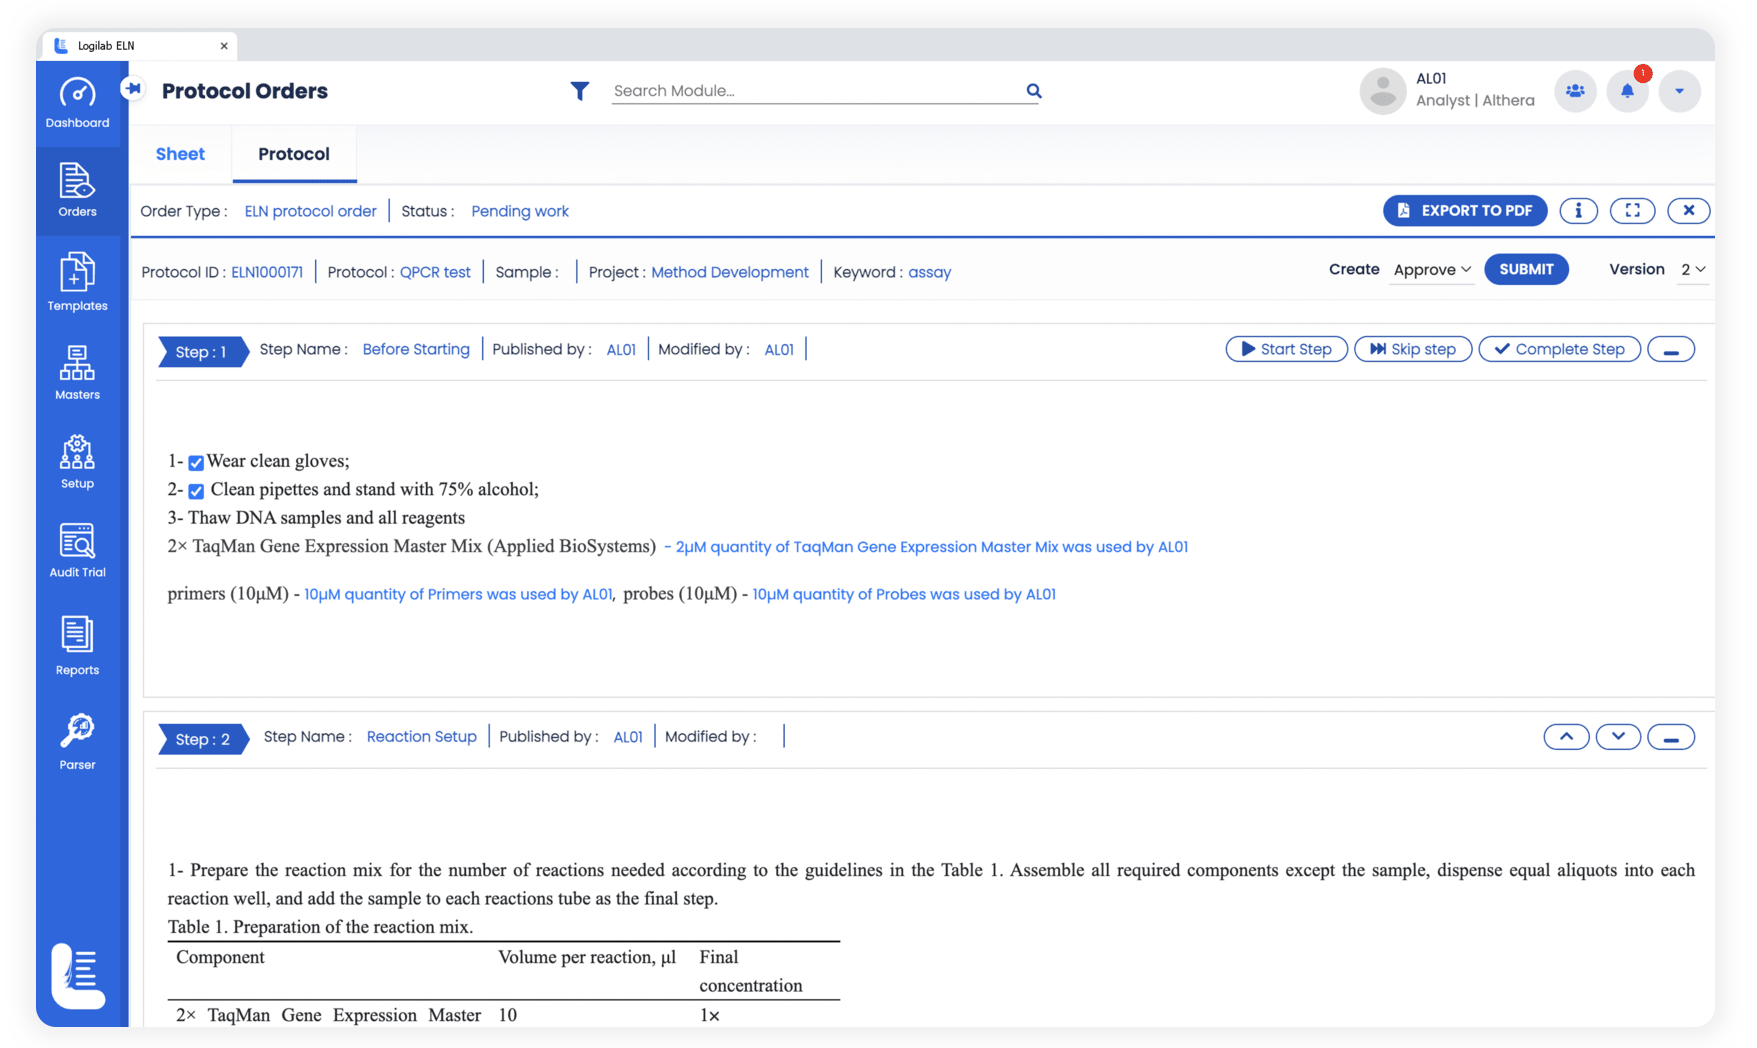 Logilab ELN ×
Protocol Orders
Search Module...
AL01
Analyst | Althera
1
Dashboard
Orders
Templates
Masters
Setup
Audit Trial
Reports
Parser
Sheet Protocol
Order Type : ELN protocol order Status : Pending work EXPORT TO PDF i
Protocol ID : ELN1000171 Protocol : QPCR test Sample : Project : Method Development Keyword : assay Create Approve SUBMIT Version 2
Step : 1 Step Name : Before Starting Published by : AL01 Modified by : AL01 Start Step Skip step Complete Step
1- Wear clean gloves;
2- Clean pipettes and stand with 75% alcohol;
3- Thaw DNA samples and all reagents
2× TaqMan Gene Expression Master Mix (Applied BioSystems) - 2µM quantity of TaqMan Gene Expression Master Mix was used by AL01
primers (10µM) - 10µM quantity of Primers was used by AL01, probes (10µM) - 10µM quantity of Probes was used by AL01
Step : 2 Step Name : Reaction Setup Published by : AL01 Modified by :
1- Prepare the reaction mix for the number of reactions needed according to the guidelines in the Table 1. Assemble all required components except the sample, dispense equal aliquots into each
reaction well, and add the sample to each reactions tube as the final step.
Table 1. Preparation of the reaction mix.
Component Volume per reaction, µl Final
concentration
2× TaqMan Gene Expression Master 10 1×